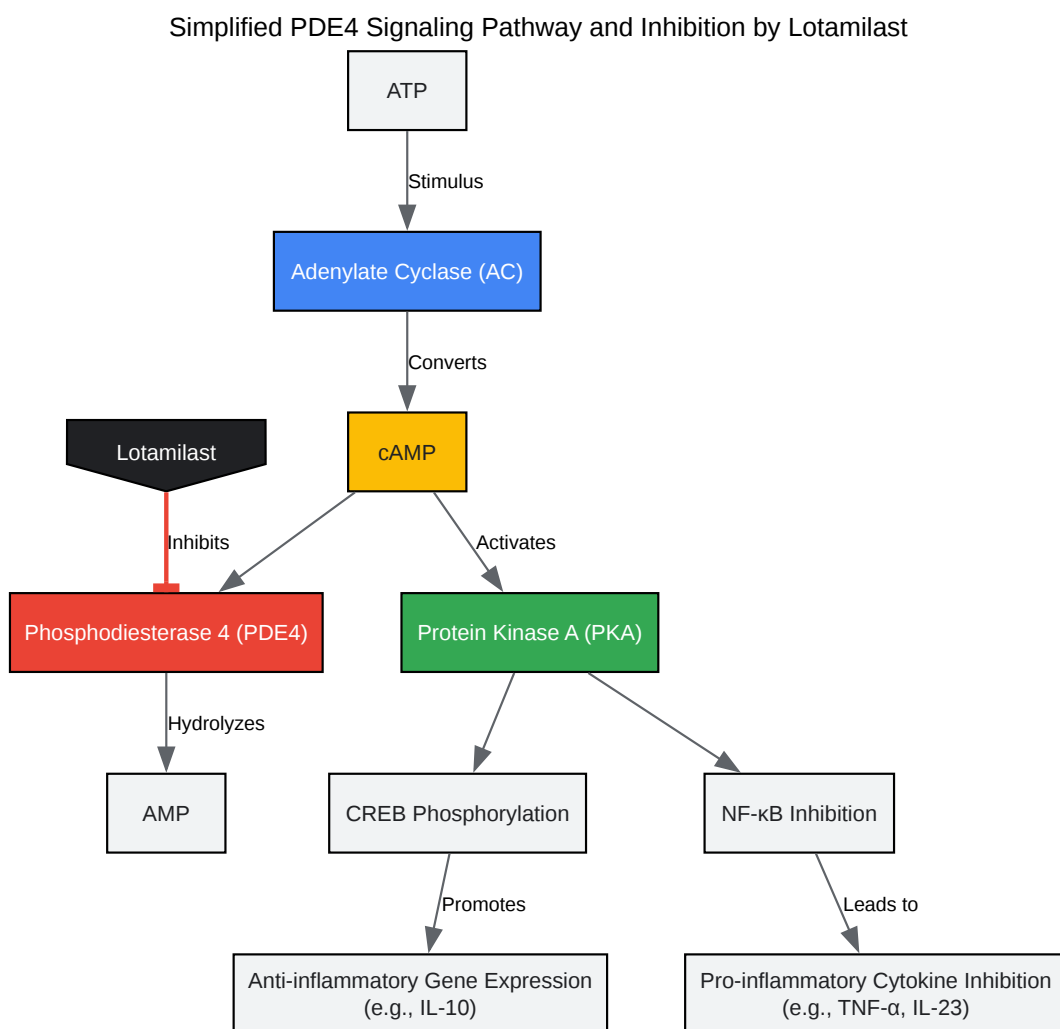 Simplified PDE4 Signaling Pathway and Inhibition by Lotamilast
ATP
Stimulus
Adenylate Cyclase (AC)
Converts
Lotamilast
cAMP
Inhibits
Activates
Phosphodiesterase 4 (PDE4)
Protein Kinase A (PKA)
Hydrolyzes
AMP
CREB Phosphorylation
NF-κB Inhibition
Promotes
Leads to
Anti-inflammatory Gene Expression
(e.g., IL-10)
Pro-inflammatory Cytokine Inhibition
(e.g., TNF-α, IL-23)